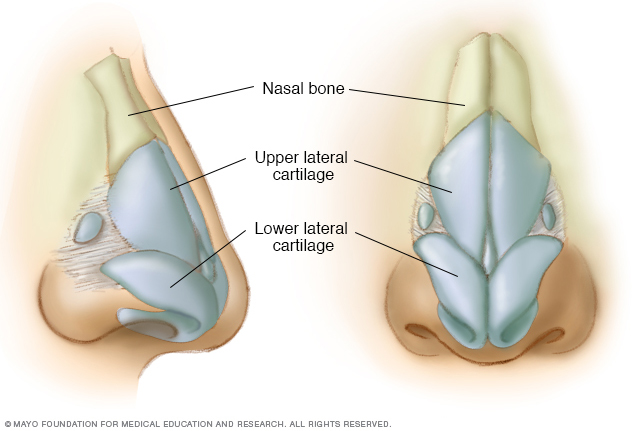 Nasal bone
Upper lateral
cartilage
Lower lateral
cartilage
© MAYO FOUNDATION FOR MEDICAL EDUCATION AND RESEARCH. ALL RIGHTS RESERVED.